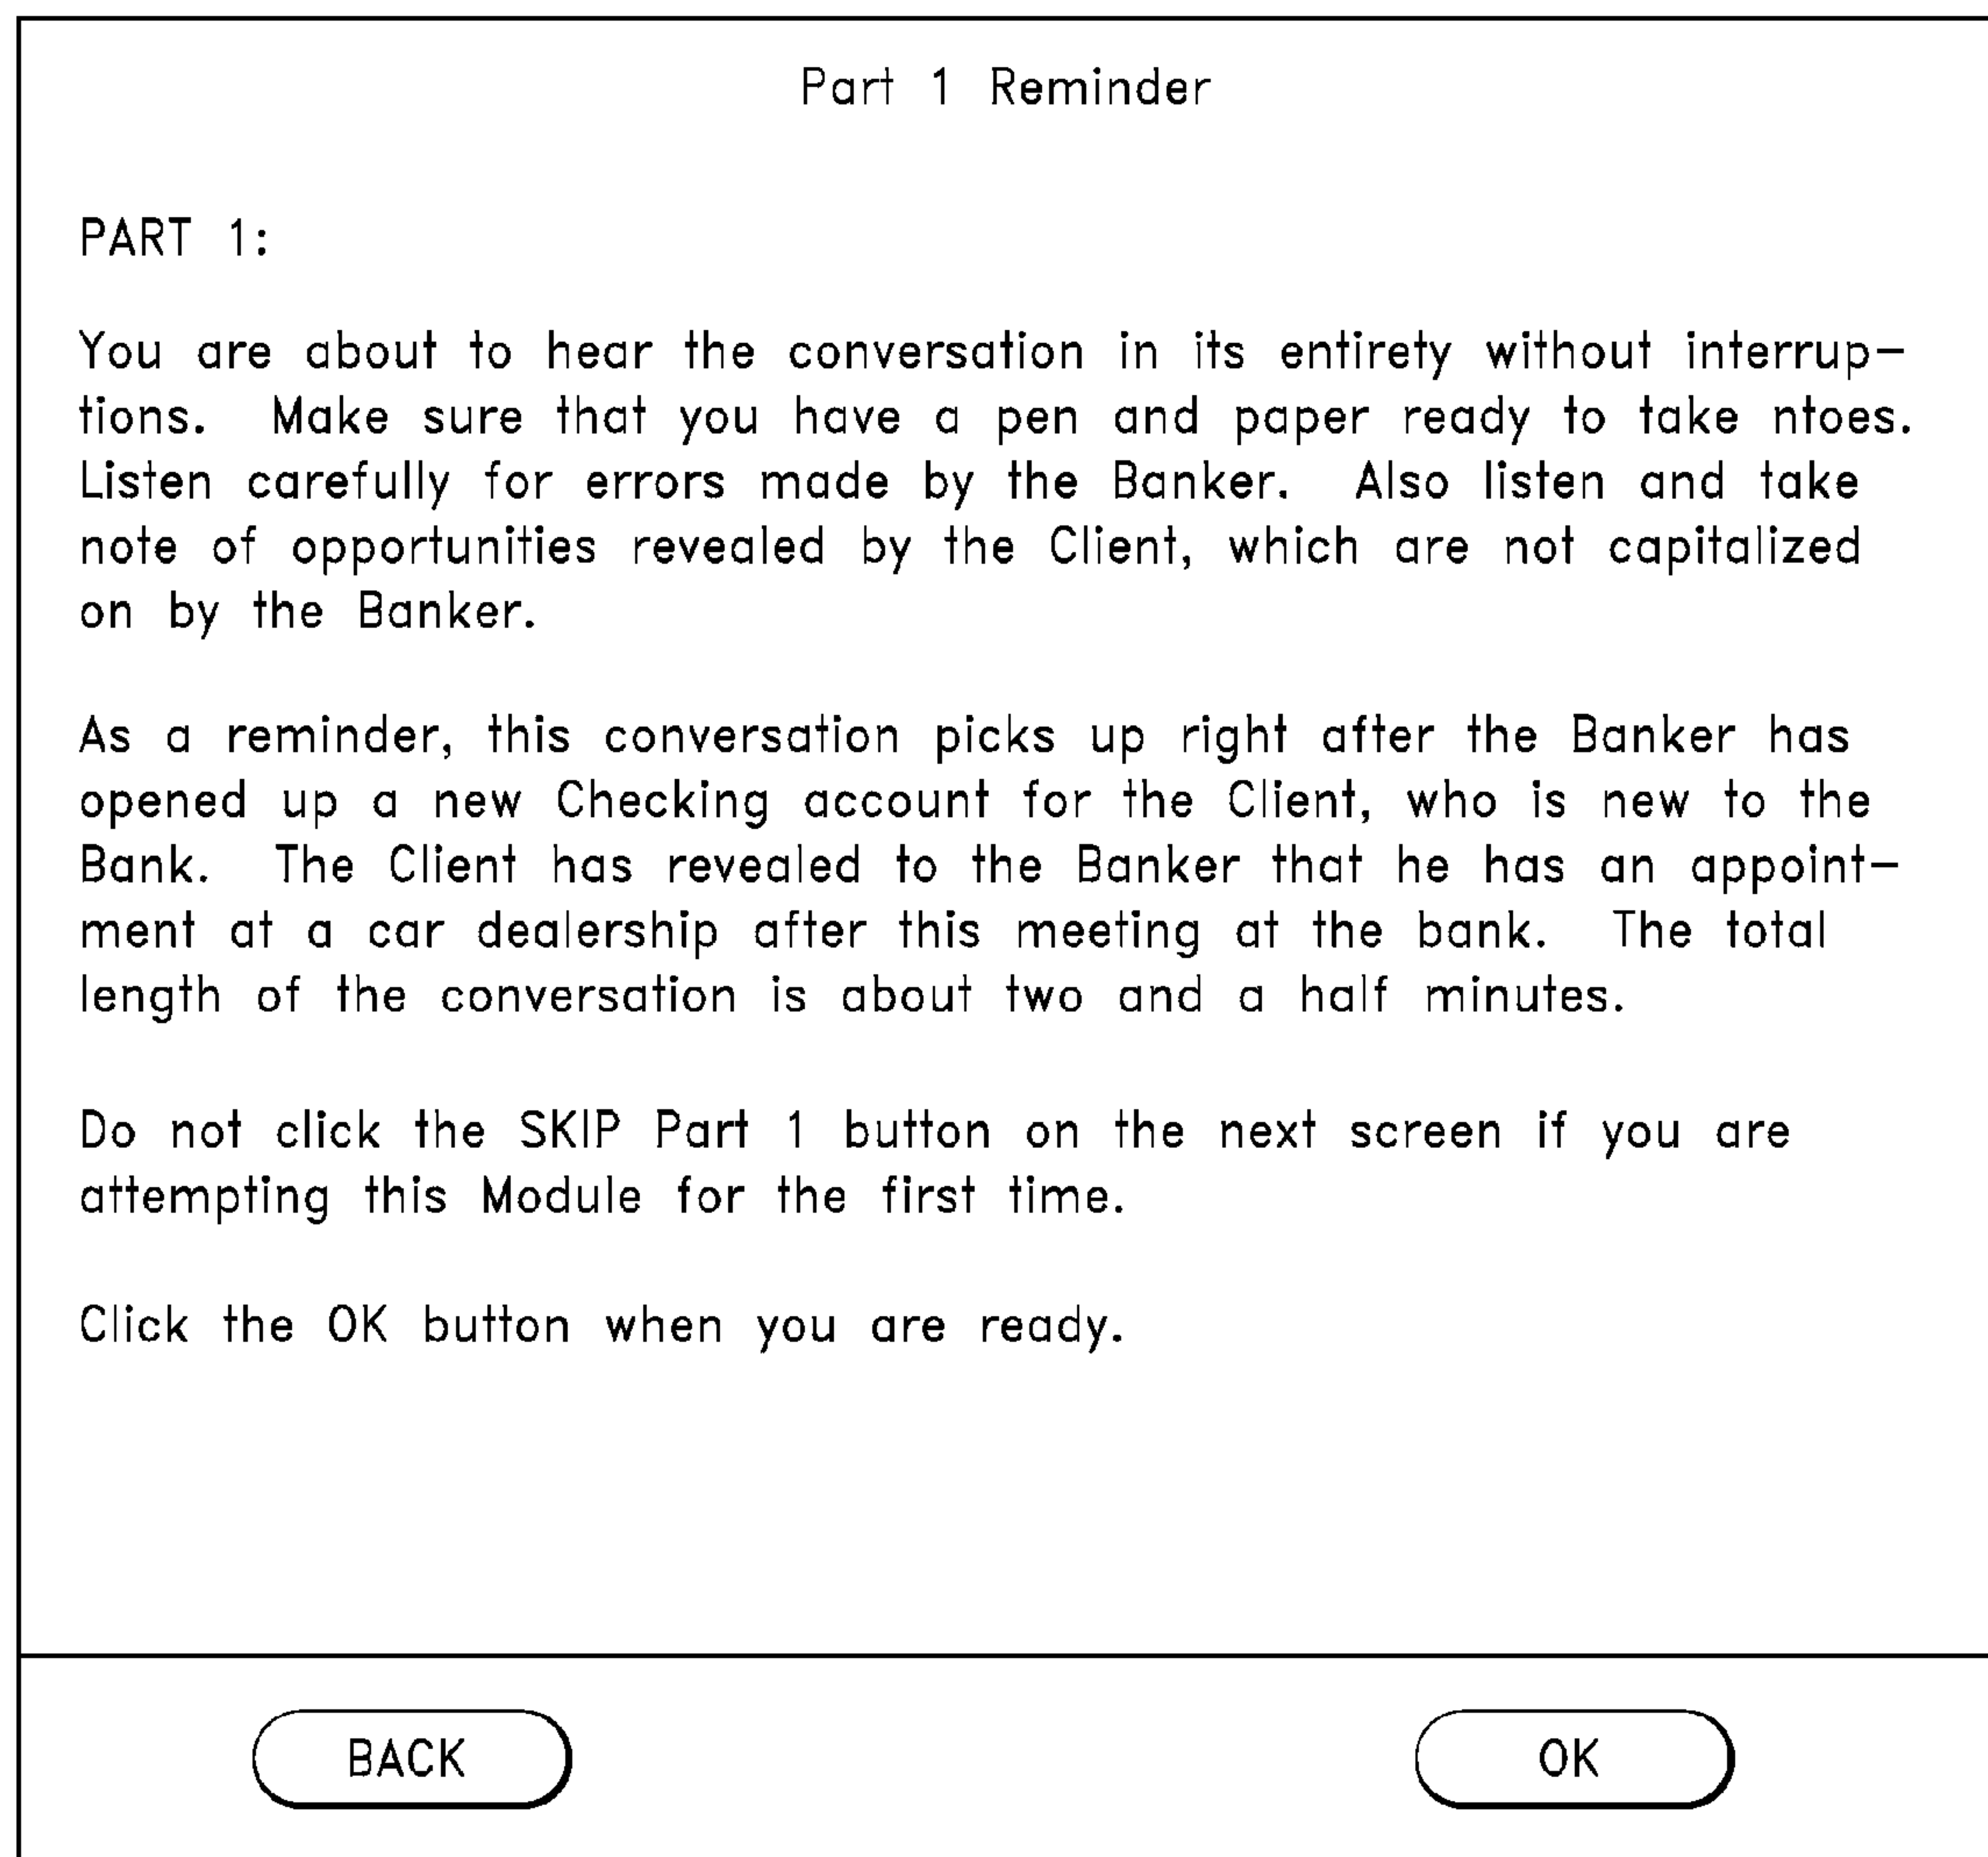 Part 1 Reminder
PART 1:
You are about to hear the conversation in its entirety without interrup-
tions. Make sure that you have a pen and paper ready to take ntoes.
Listen carefully for errors made by the Banker. Also listen and take
note of opportunities revealed by the Client, which are not capitalized
on by the Banker.
As a reminder, this conversation picks up right after the Banker has
opened up a new Checking account for the Client, who is new to the
Bank. The Client has revealed to the Banker that he has an appoint-
ment at a car dealership after this meeting at the bank. The total
length of the conversation is about two and a half minutes.
Do not click the SKIP Part 1 button on the next screen if you are
attempting this Module for the first time.
Click the OK button when you are ready.
BACK
OK